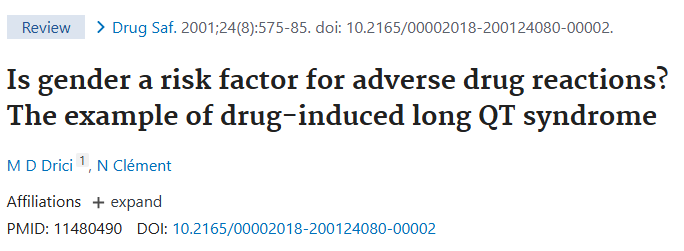 Review > Drug Saf. 2001;24(8):575-85. doi: 10.2165/00002018-200124080-00002.
Is gender a risk factor for adverse drug reactions?
The example of drug-induced long QT syndrome
M D Drici 1, N Clément
Affiliations + expand
PMID: 11480490 DOI: 10.2165/00002018-200124080-00002